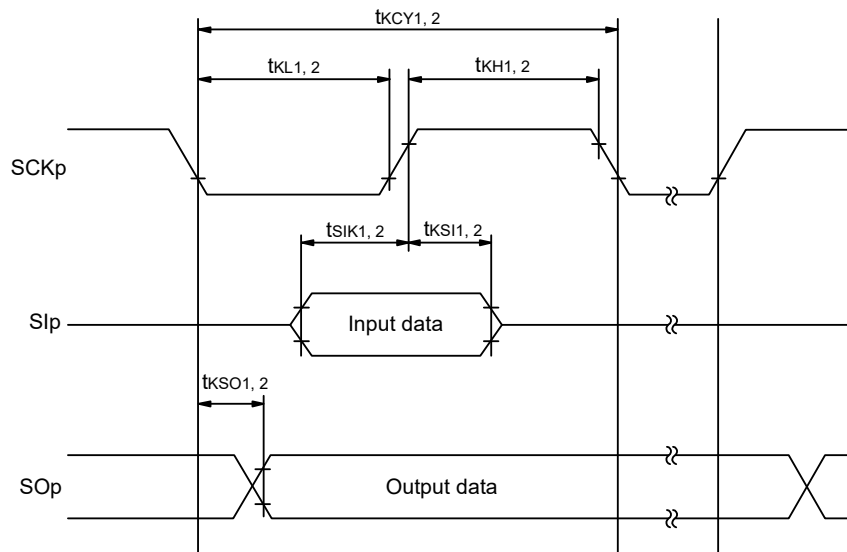 tKCY1, 2
tKL1, 2
tKH1, 2
SCKp
tSIK1, 2
tKSI1, 2
SIp
Input data
tKSO1, 2
SOp
Output data